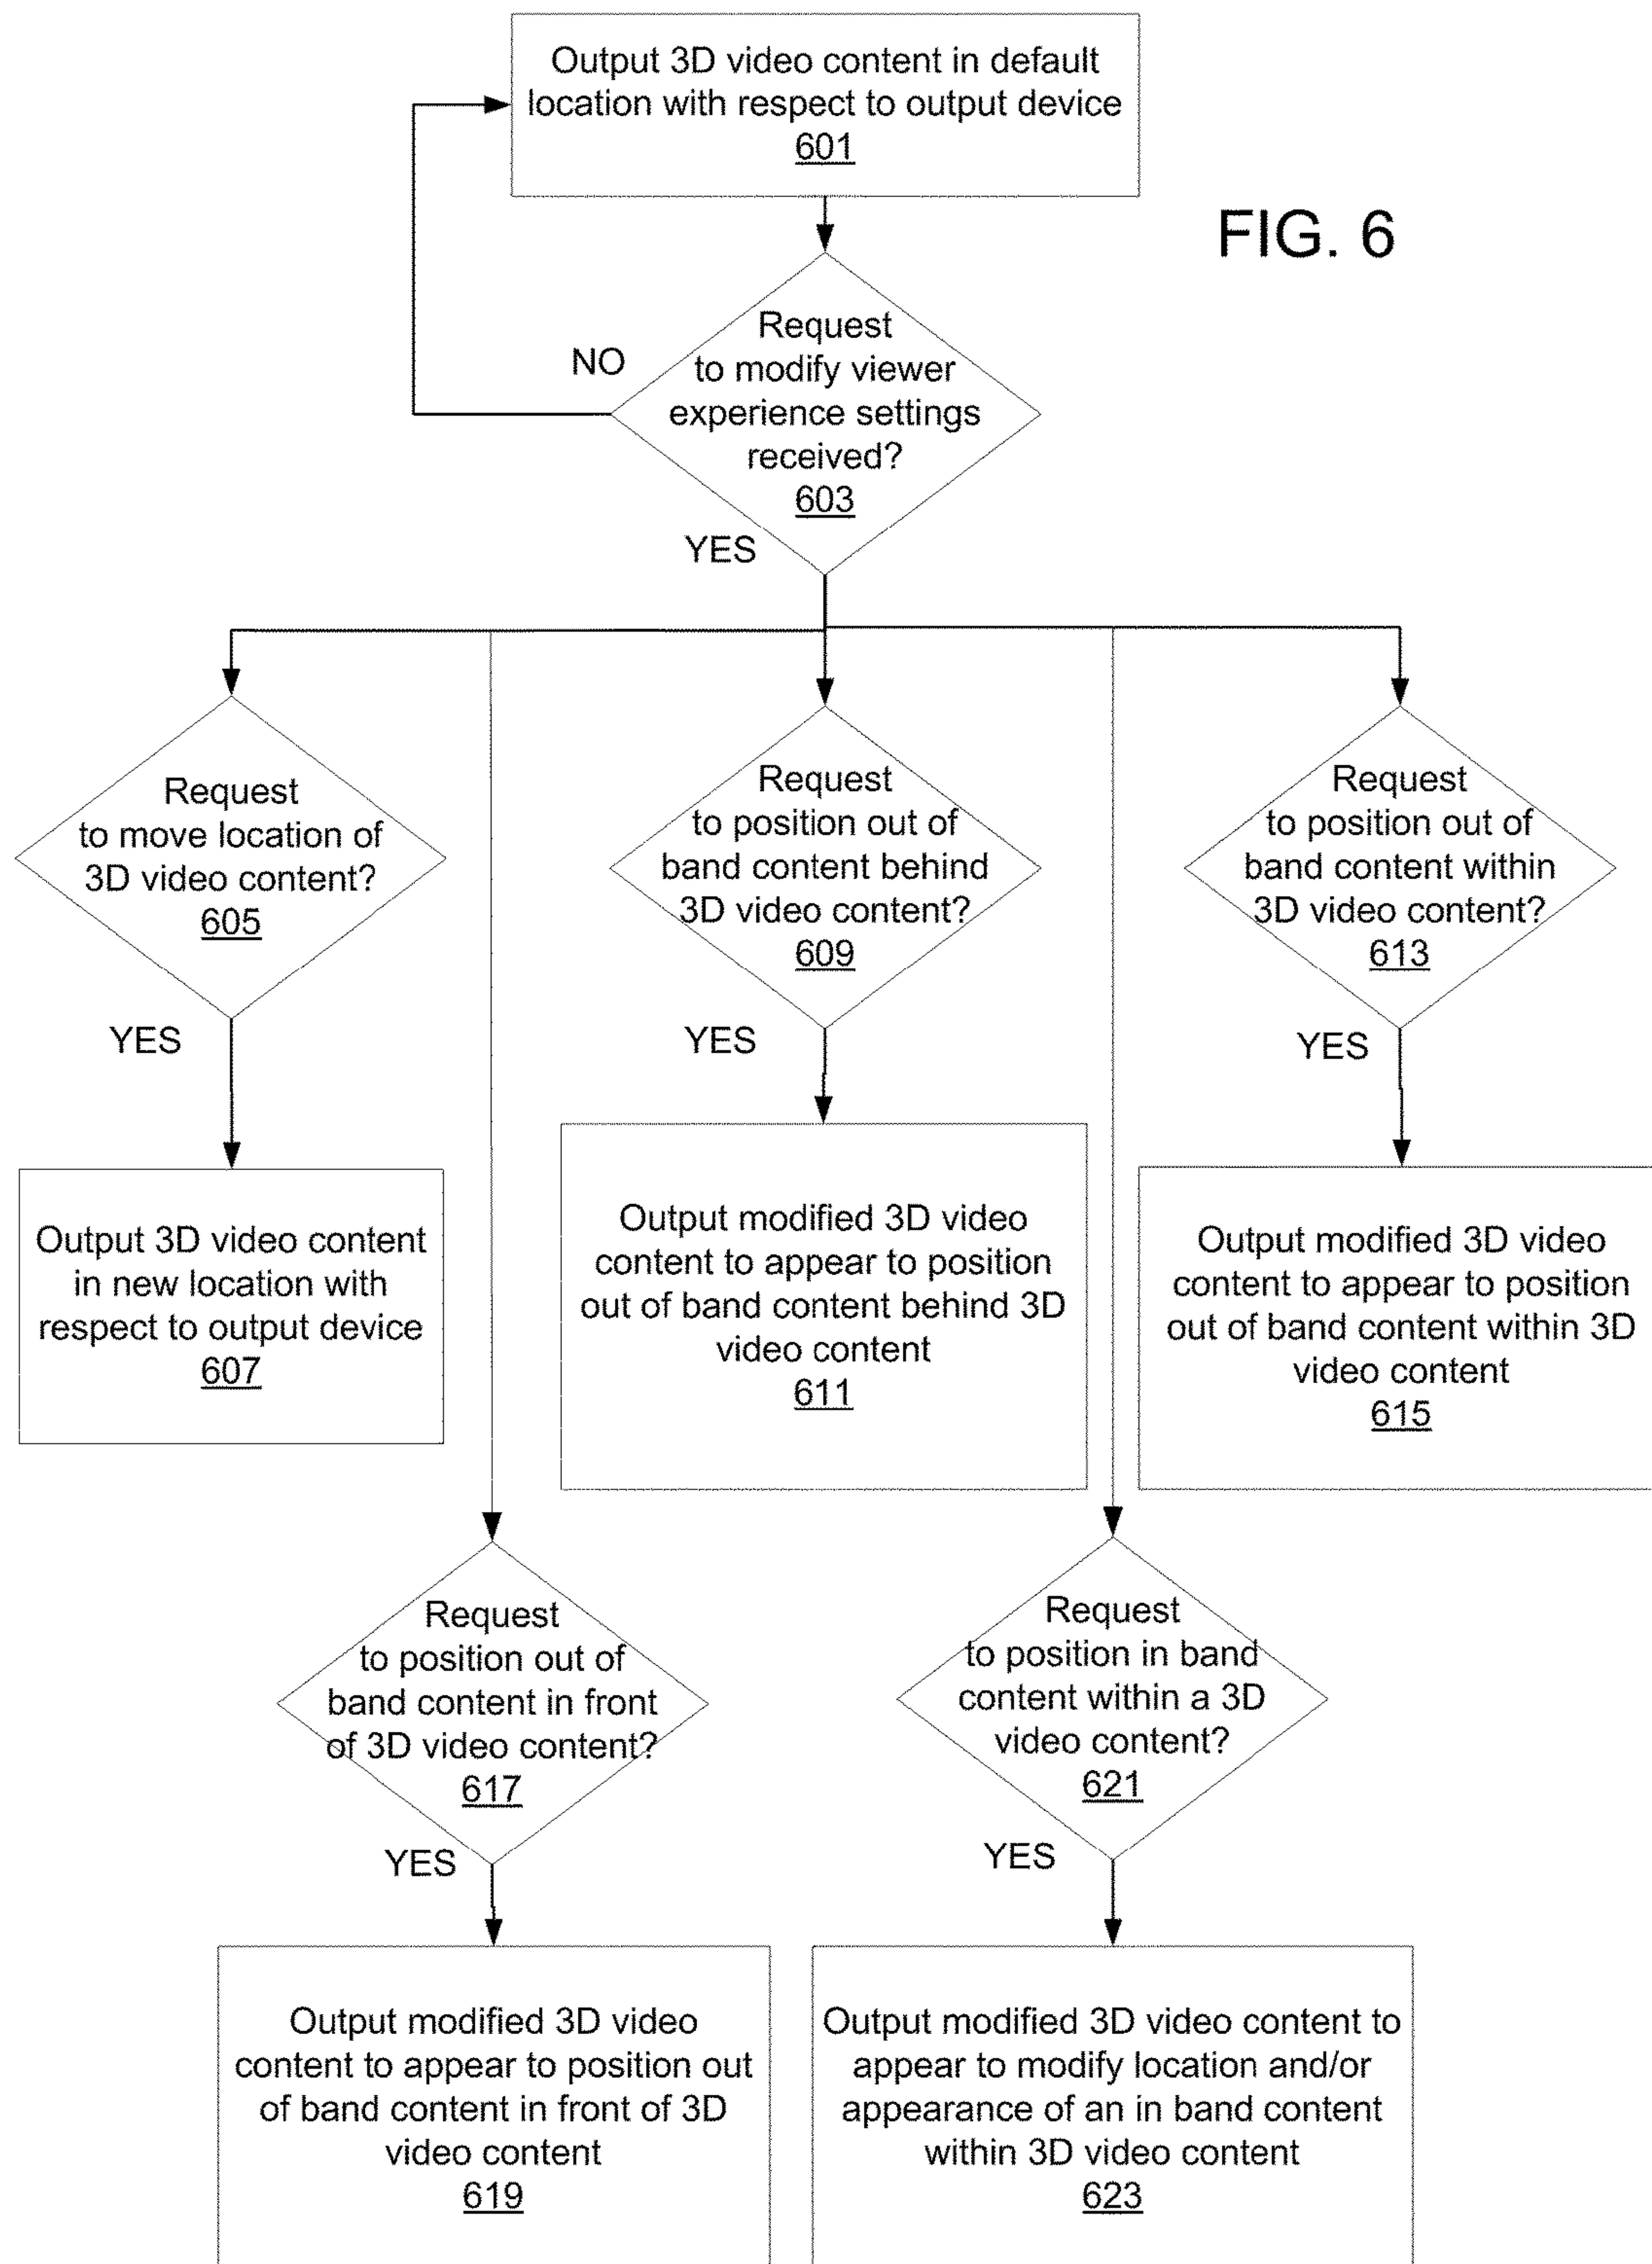 Output 3D video content in default
location with respect to output device
601
FIG. 6
Request
to modify viewer
experience settings
received?
603
NO
YES
Request
to move location of
3D video content?
605
YES
Request
to position out of
band content behind
3D video content?
609
YES
Request
to position out of
band content within
3D video content?
613
YES
Output 3D video content
in new location with
respect to output device
607
Output modified 3D video
content to appear to position
out of band content behind 3D
video content
611
Output modified 3D video
content to appear to position
out of band content within 3D
video content
615
Request
to position out of
band content in front
of 3D video content?
617
YES
Request
to position in band
content within a 3D
video content?
621
YES
Output modified 3D video
content to appear to position out
of band content in front of 3D
video content
619
Output modified 3D video content to
appear to modify location and/or
appearance of an in band content
within 3D video content
623